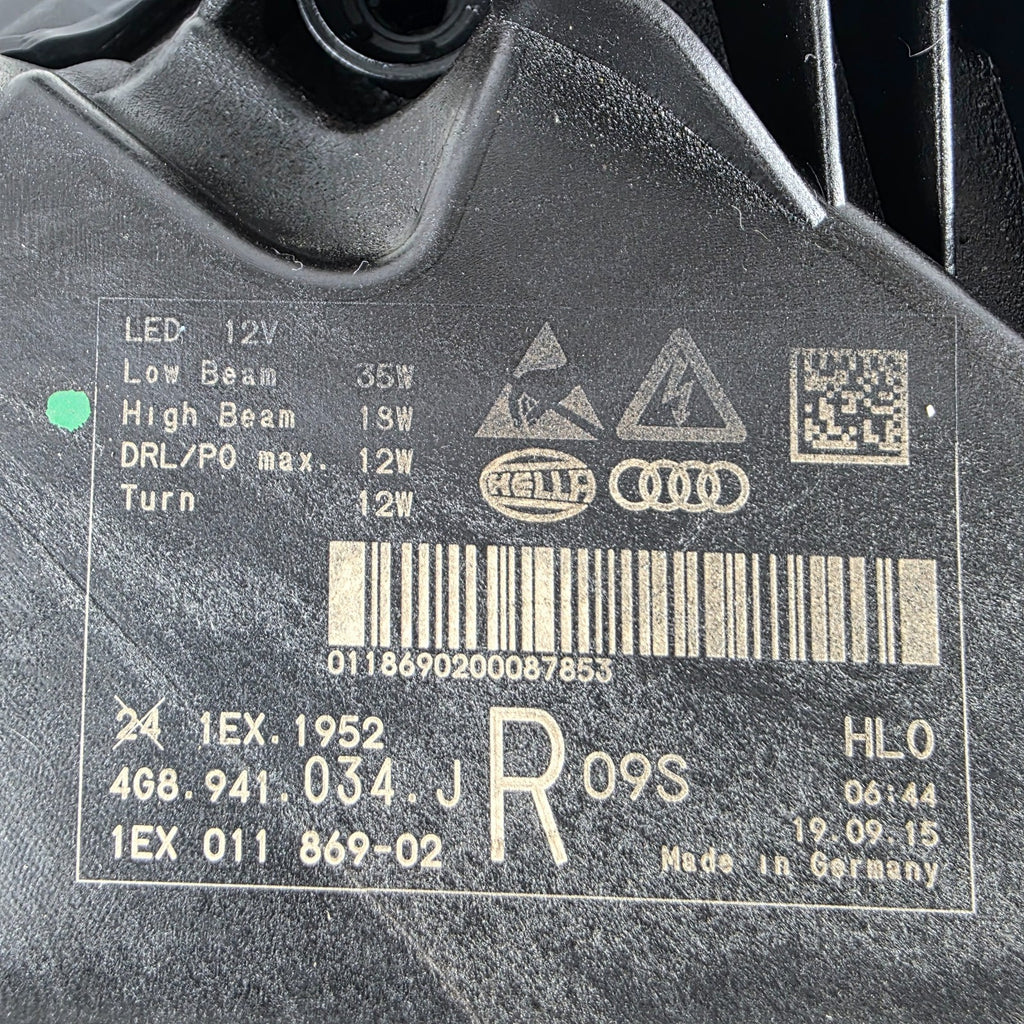 LED 12V
Low Beam 35W
High Beam 18W
DRL/PO max. 12W
Turn 12W
HELLA
0118690200087853
24 1EX.1952
HLO
4G8.941.034.J R 09S
06:44
19.09.15
1EX 011 869-02
Made in Germany